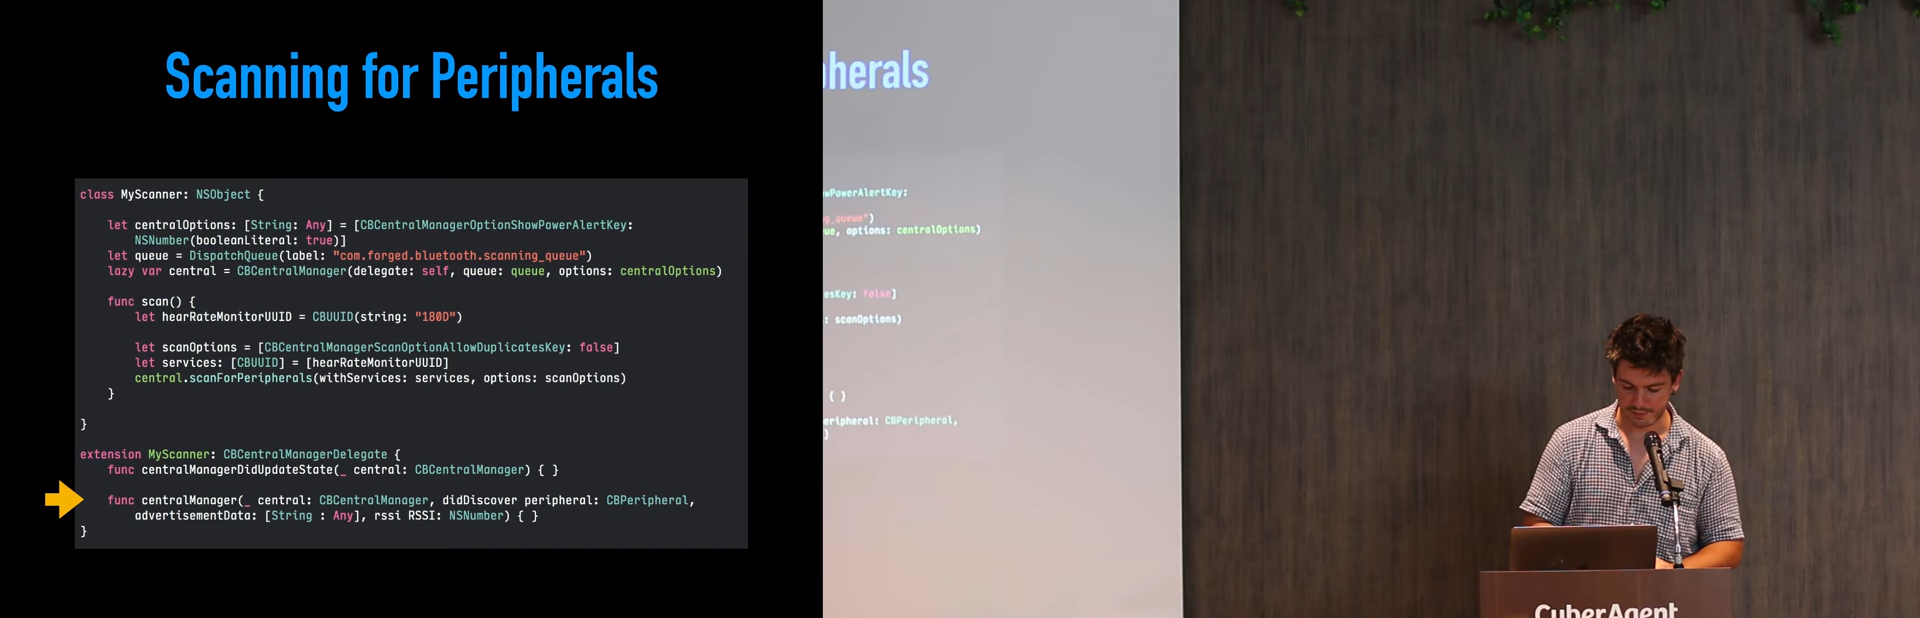 Scanning for Peripherals
class MyScanner: NSObject {
let centralOptions: [String: Any] = [CBCentralManagerOptionShowPowerAlertKey:
NSNumber(booleanLiteral: true)]
let queue = DispatchQueue(label: "com.forged.bluetooth.scanning_queue")
lazy var central = CBCentralManager(delegate: self, queue: queue, options: centralOptions)
func scan() {
let hearRateMonitorUUID = CBUUID(string: "180D")
let scanOptions = [CBCentralManagerScanOptionAllowDuplicatesKey: false]
let services: [CBUUID] = [hearRateMonitorUUID]
central.scanForPeripherals(withServices: services, options: scanOptions)
}
}
extension MyScanner: CBCentralManagerDelegate {
func centralManagerDidUpdateState(_ central: CBCentralManager) { }
func centralManager(_ central: CBCentralManager, didDiscover peripheral: CBPeripheral,
advertisementData: [String : Any], rssi RSSI: NSNumber) { }
}
pherals
wPowerAlertKey:
g_queue")
ue, options: centralOptions)
esKey: false]
: scanOptions)
{ }
eripheral: CBPeripheral,
)
CyberAgent